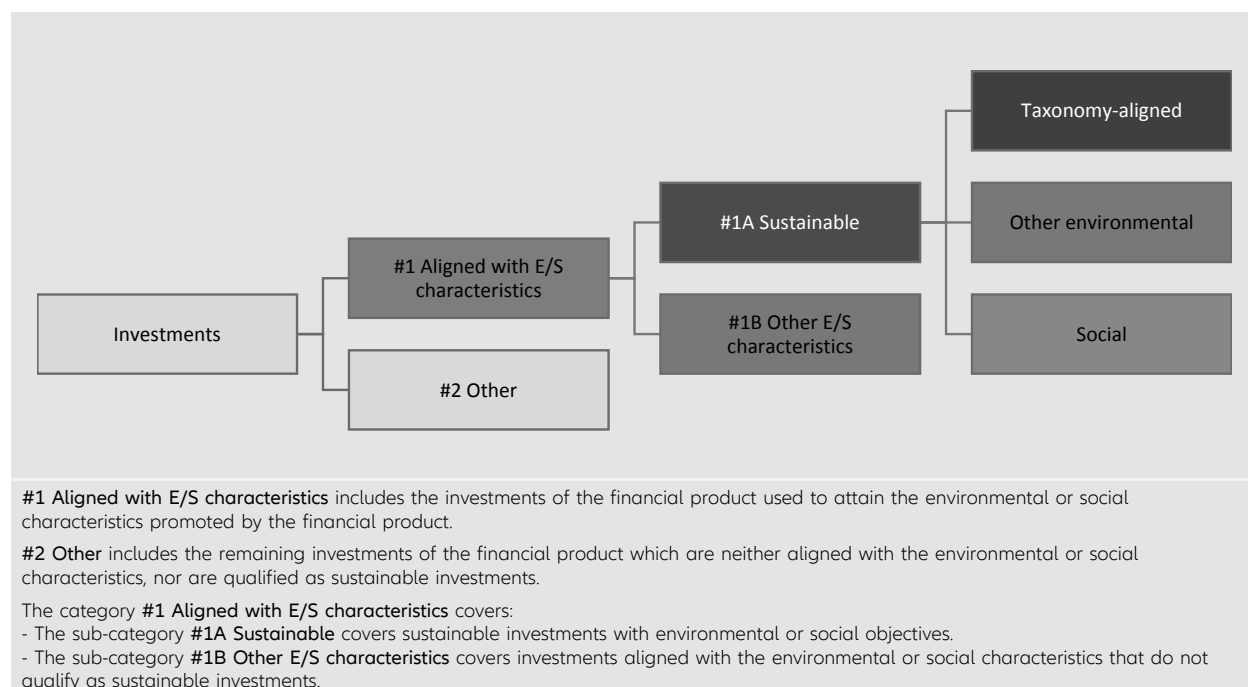 Taxonomy-aligned
#1A Sustainable
Other environmental
#1 Aligned with E/S
characteristics
Investments
#1B Other E/S
characteristics
Social
#2 Other
#1 Aligned with E/S characteristics includes the investments of the financial product used to attain the environmental or social
characteristics promoted by the financial product.
#2 Other includes the remaining investments of the financial product which are neither aligned with the environmental or social
characteristics, nor are qualified as sustainable investments.
The category #1 Aligned with E/S characteristics covers:
- The sub-category #1A Sustainable covers sustainable investments with environmental or social objectives.
- The sub-category #1B Other E/S characteristics covers investments aligned with the environmental or social characteristics that do not
qualify as sustainable investments.